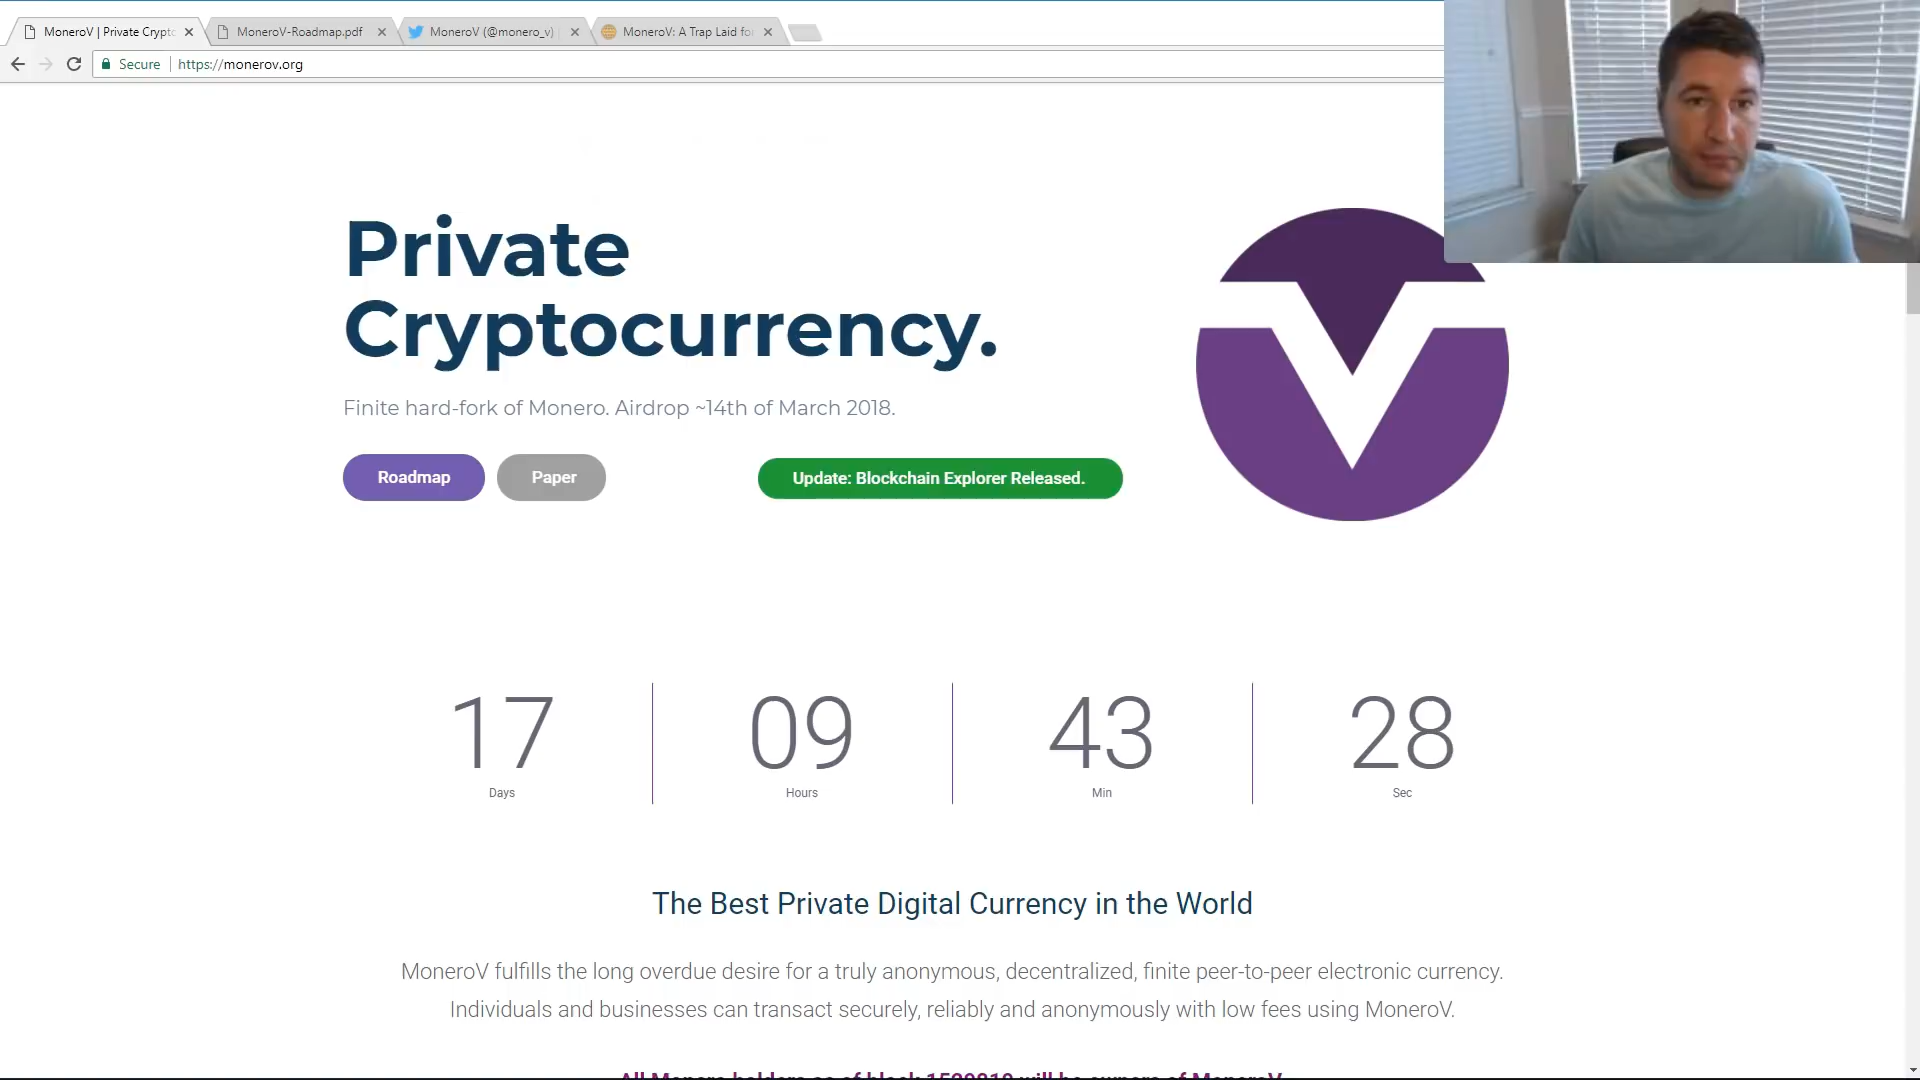 MoneroV | Private Crypto
MoneroV-Roadmap.pdf
MoneroV (@monero_v)
MoneroV: A Trap Laid fo
Secure
https://monerov.org
Private
Cryptocurrency.
Finite hard-fork of Monero. Airdrop ~14th of March 2018.
Roadmap
Paper
Update: Blockchain Explorer Released.
17
09
43
28
Days
Hours
Min
Sec
The Best Private Digital Currency in the World
MoneroV fulfills the long overdue desire for a truly anonymous, decentralized, finite peer-to-peer electronic currency.
Individuals and businesses can transact securely, reliably and anonymously with low fees using MoneroV.